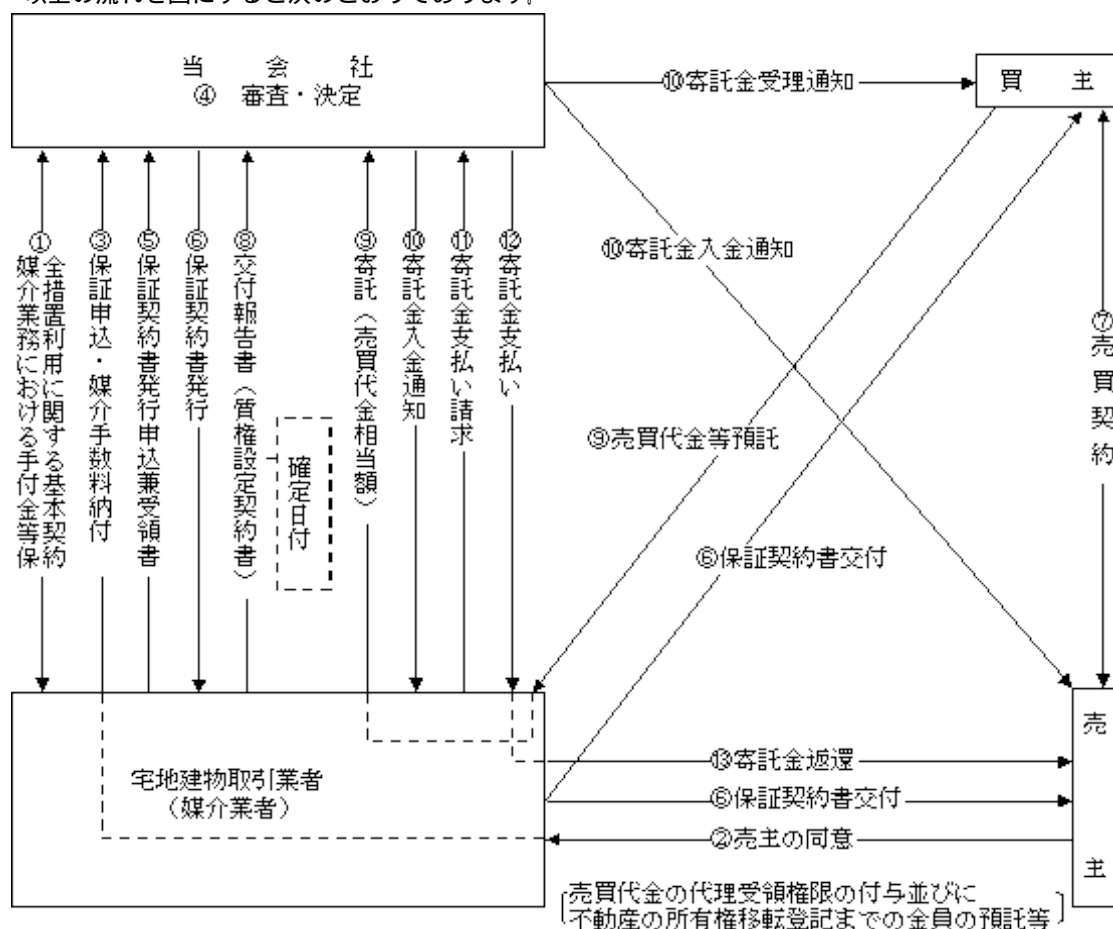 当 会 社
④ 審査・決定
⑩寄託金受理通知
買 主
①媒介業務における手付金等保
全措置利用に関する基本契約
③保証申込・媒介手数料納付
⑤保証契約書発行申込兼受領書
⑥保証契約書発行
⑧交付報告書（質権設定契約書）
確定日付
⑨寄託（売買代金相当額）
⑩寄託金入金通知
⑪寄託金支払い請求
⑫寄託金支払い
⑩寄託金入金通知
⑦売買契約
⑨売買代金等預託
⑥保証契約書交付
宅地建物取引業者
（媒介業者）
⑬寄託金返還
⑥保証契約書交付
②売主の同意
売 主
売買代金の代理受領権限の付与並びに
不動産の所有権移転登記までの金員の預託等